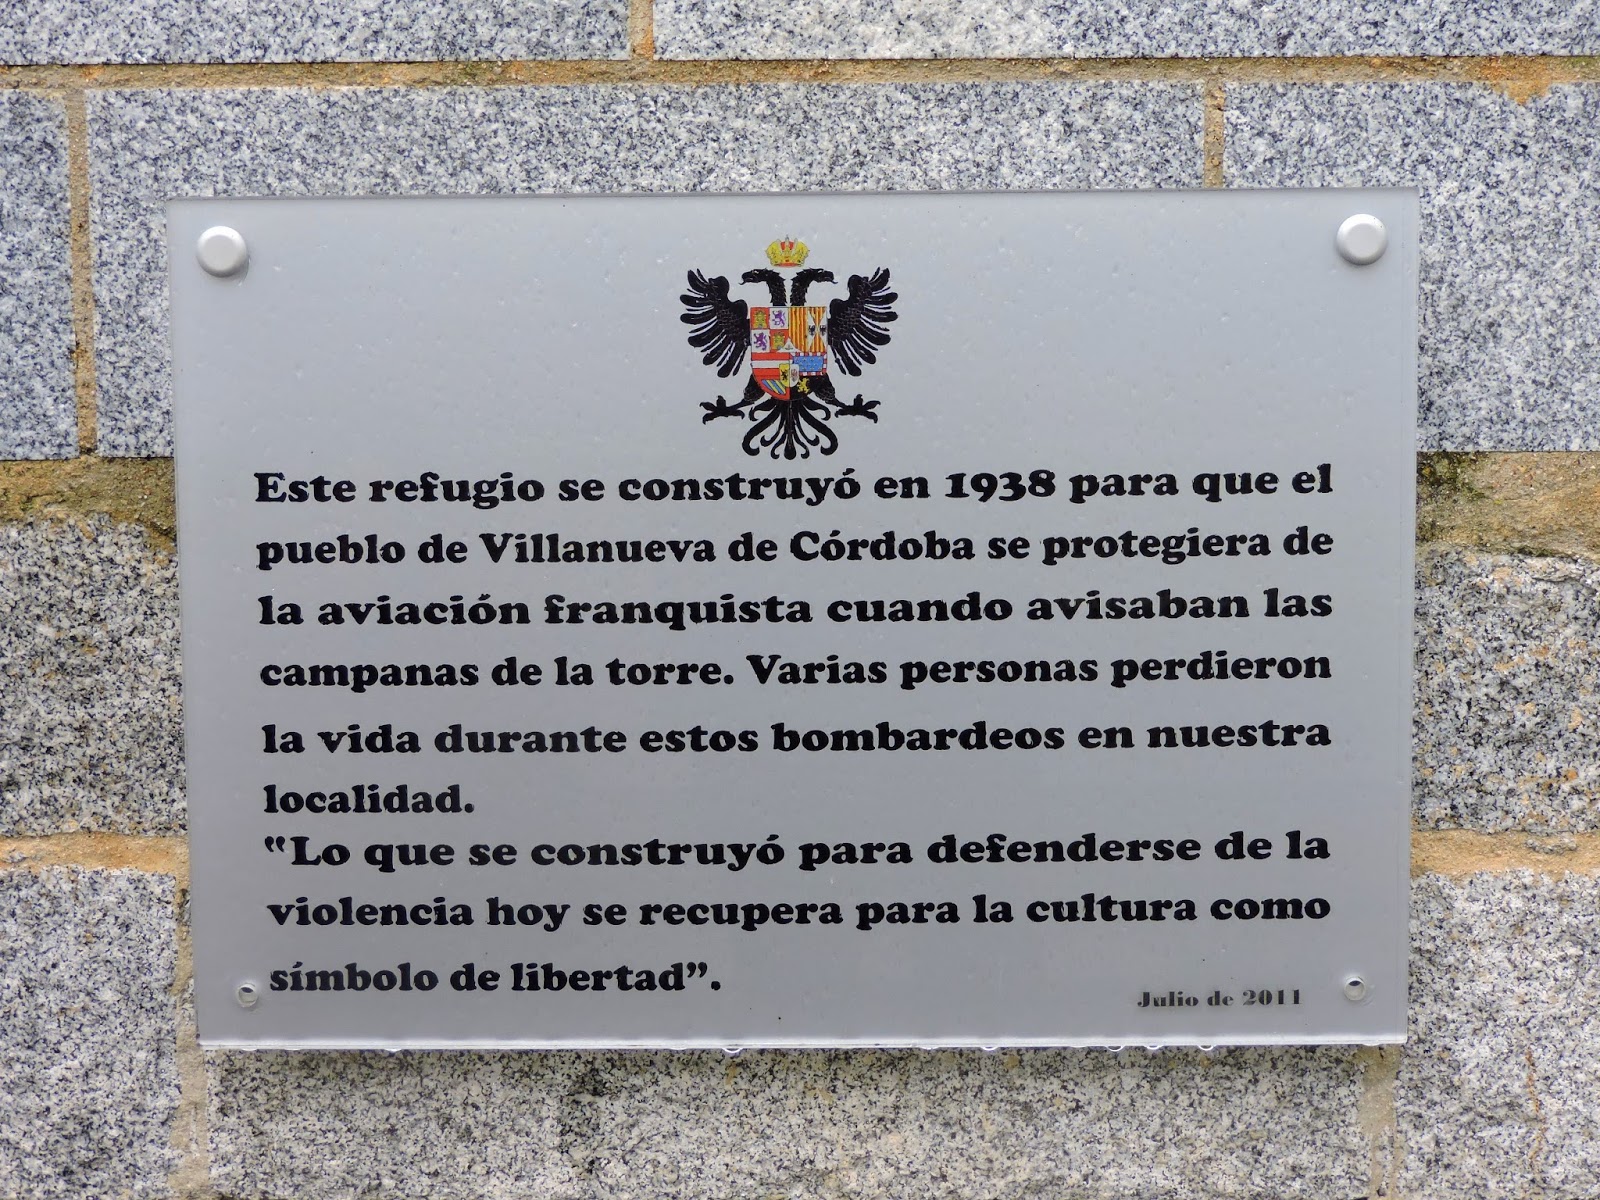 Este refugio se construyó en 1938 para que el
pueblo de Villanueva de Córdoba se protegiera de
la aviación franquista cuando avisaban las
campanas de la torre. Varias personas perdieron
la vida durante estos bombardeos en nuestra
localidad.
“Lo que se construyó para defenderse de la
violencia hoy se recupera para la cultura como
símbolo de libertad”.
Julio de 2011